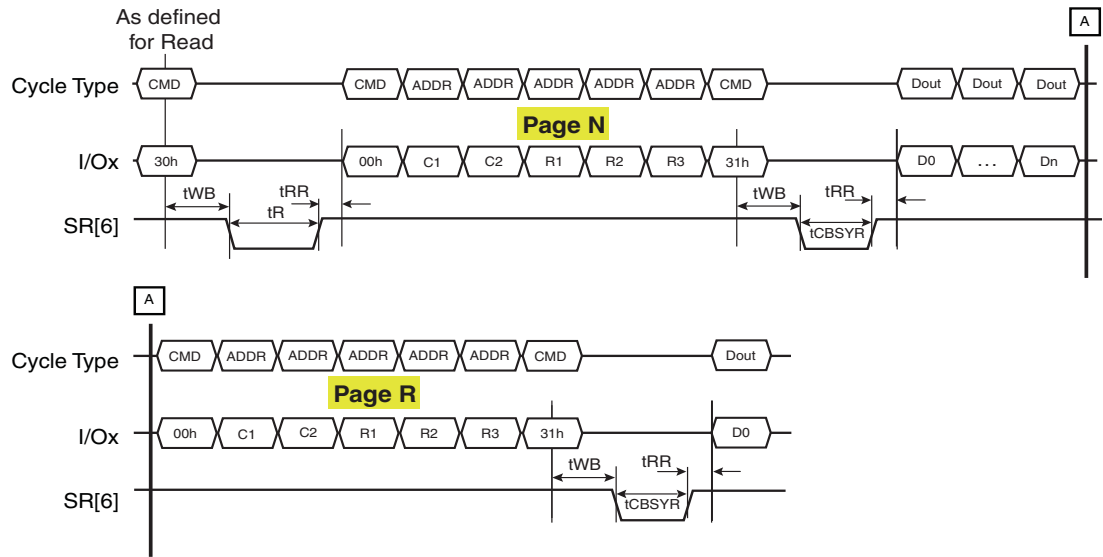 As defined
for Read
A
Cycle Type CMD CMD ADDR ADDR ADDR ADDR ADDR CMD Dout Dout Dout
Page N
I/Ox 30h 00h C1 C2 R1 R2 R3 31h D0 ... Dn
tWB tRR tWB tRR
tR tCBSYR
SR[6]
A
Cycle Type CMD ADDR ADDR ADDR ADDR ADDR CMD Dout
Page R
I/Ox 00h C1 C2 R1 R2 R3 31h D0
tWB tRR
SR[6] tCBSYR